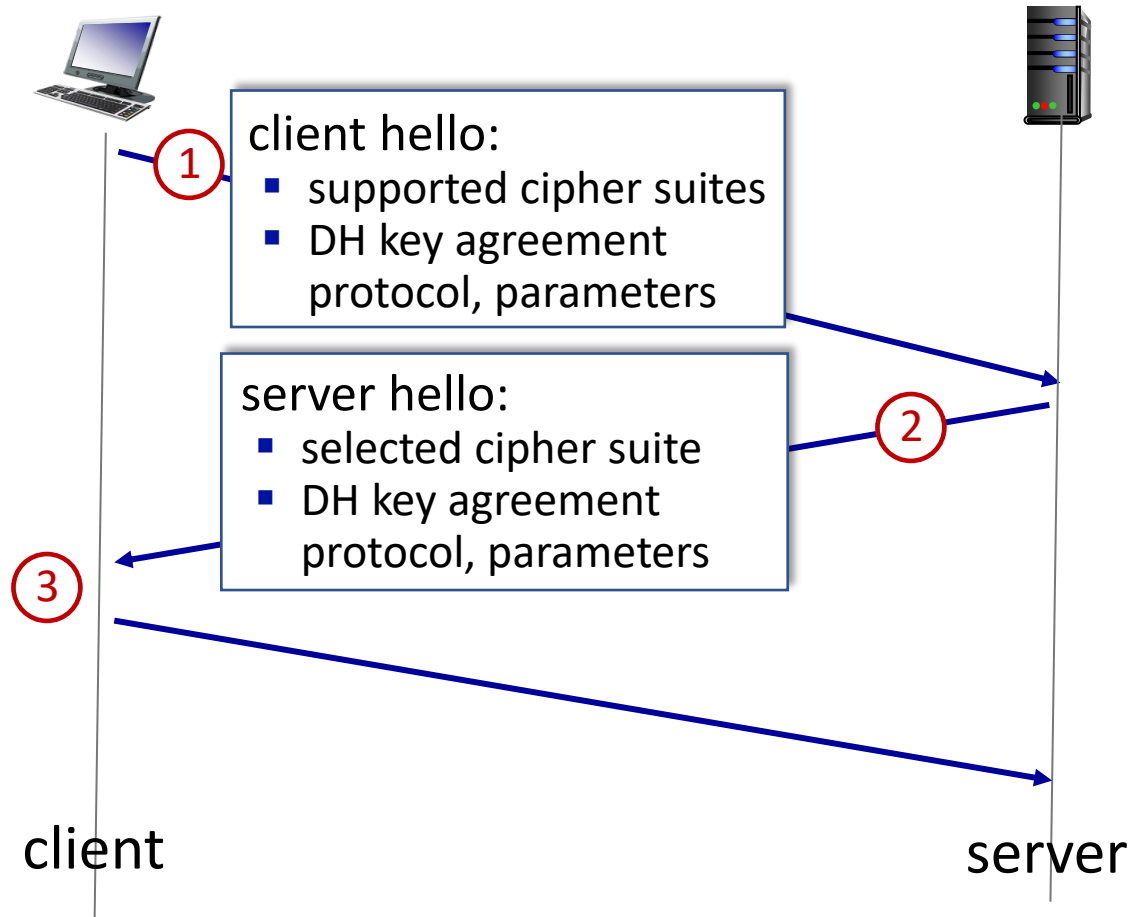 1
client hello:
▪ supported cipher suites
▪ DH key agreement
protocol, parameters
server hello:
▪ selected cipher suite
▪ DH key agreement
protocol, parameters
2
3
client
server